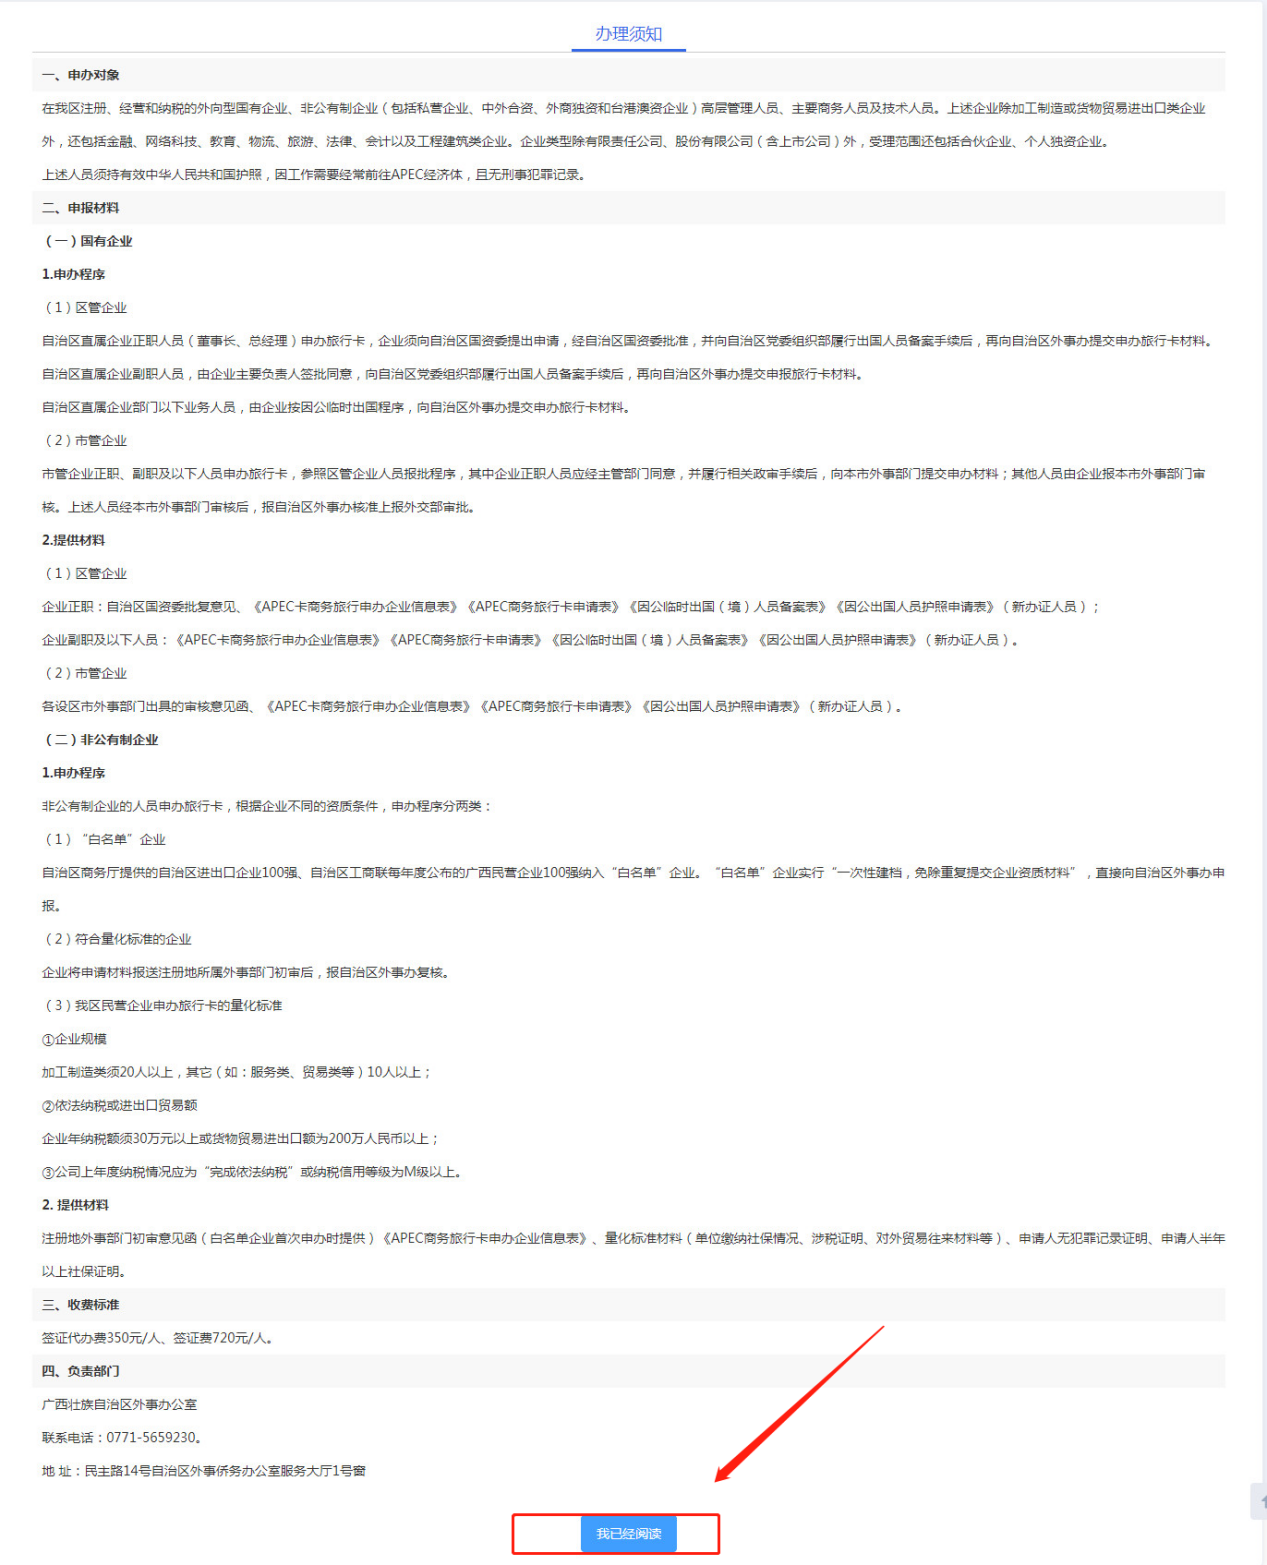 办理须知
一、申办对象
在我区注册、经营和纳税的外向型国有企业、非公有制企业（包括私营企业、中外合资、外商独资和台港澳资企业）高层管理人员、主要商务人员及技术人员。上述企业除加工制造或货物贸易进出口类企业
外，还包括金融、网络科技、教育、物流、旅游、法律、会计以及工程建筑类企业。企业类型除有限责任公司、股份有限公司（含上市公司）外，受理范围还包括合伙企业、个人独资企业。
上述人员须持有效中华人民共和国护照，因工作需要经常前往APEC经济体，且无刑事犯罪记录。
二、申报材料
（一）国有企业
1.申办程序
（1）区管企业
自治区直属企业正职人员（董事长、总经理）申办旅行卡，企业须向自治区国资委提出申请，经自治区国资委批准，并向自治区党委组织部履行出国人员备案手续后，再向自治区外事办提交申办旅行卡材料。
自治区直属企业副职人员，由企业主要负责人签批同意，向自治区党委组织部履行出国人员备案手续后，再向自治区外事办提交申报旅行卡材料。
自治区直属企业部门以下业务人员，由企业按因公临时出国程序，向自治区外事办提交申办旅行卡材料。
（2）市管企业
市管企业正职、副职及以下人员申办旅行卡，参照区管企业人员报批程序，其中企业正职人员应经主管部门同意，并履行相关政审手续后，向本市外事部门提交申办材料；其他人员由企业报本市外事部门审
核。上述人员经本市外事部门审核后，报自治区外事办核准上报外交部审批。
2.提供材料
（1）区管企业
企业正职：自治区国资委批复意见、《APEC卡商务旅行申办企业信息表》《APEC商务旅行卡申请表》《因公临时出国（境）人员备案表》《因公出国人员护照申请表》（新办证人员）；
企业副职及以下人员：《APEC卡商务旅行申办企业信息表》《APEC商务旅行卡申请表》《因公临时出国（境）人员备案表》《因公出国人员护照申请表》（新办证人员）。
（2）市管企业
各设区市外事部门出具的审核意见函、《APEC卡商务旅行申办企业信息表》《APEC商务旅行卡申请表》《因公出国人员护照申请表》（新办证人员）。
（二）非公有制企业
1.申办程序
非公有制企业的人员申办旅行卡，根据企业不同的资质条件，申办程序分两类：
（1）“白名单”企业
自治区商务厅提供的自治区进出口企业100强、自治区工商联每年度公布的广西民营企业100强纳入“白名单”企业。“白名单”企业实行“一次性建档，免除重复提交企业资质材料”，直接向自治区外事办申
报。
（2）符合量化标准的企业
企业将申请材料报送注册地所属外事部门初审后，报自治区外事办复核。
（3）我区民营企业申办旅行卡的量化标准
①企业规模
加工制造类须20人以上，其它（如：服务类、贸易类等）10人以上；
②依法纳税或进出口贸易额
企业年纳税额须30万元以上或货物贸易进出口额为200万人民币以上；
③公司上年度纳税情况应为“完成依法纳税”或纳税信用等级为M级以上。
2. 提供材料
注册地外事部门初审意见函（白名单企业首次申办时提供）《APEC商务旅行卡申办企业信息表》、量化标准材料（单位缴纳社保情况、涉税证明、对外贸易往来材料等）、申请人无犯罪记录证明、申请人半年
以上社保证明。
三、收费标准
签证代办费350元/人、签证费720元/人。
四、负责部门
广西壮族自治区外事办公室
联系电话：0771-5659230。
地 址：民主路14号自治区外事侨务办公室服务大厅1号窗
我已经阅读